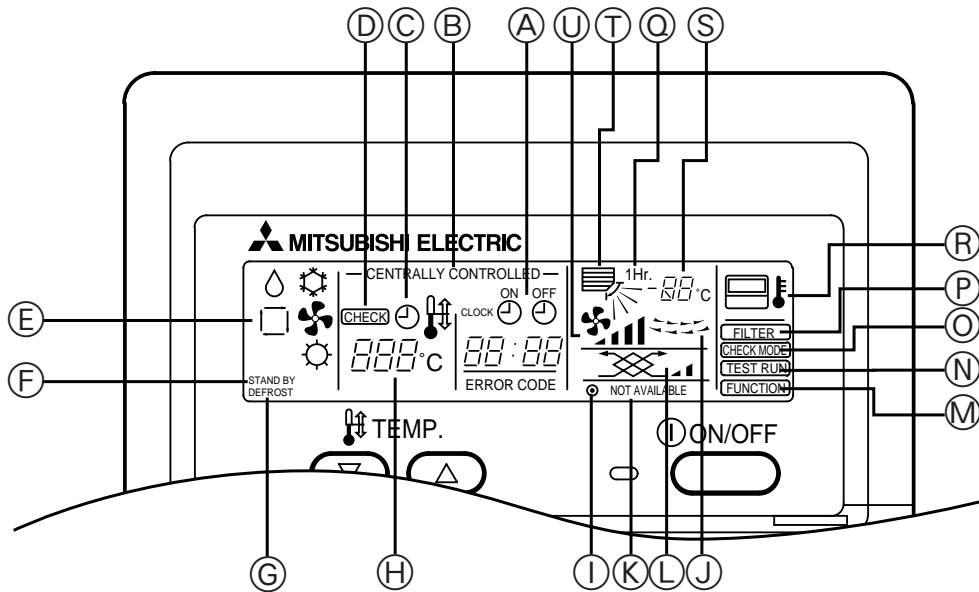 D C B A U T Q S
MITSUBISHI ELECTRIC
CENTRALLY CONTROLLED
1Hr.
ON OFF
88 °C
CHECK
CLOCK
888 °C
88:88
ERROR CODE
STAND BY
DEFROST
NOT AVAILABLE
FILTER
CHECK MODE
TEST RUN
FUNCTION
E
F
R
P
O
N
M
TEMP.
ON/OFF
G H I K L J